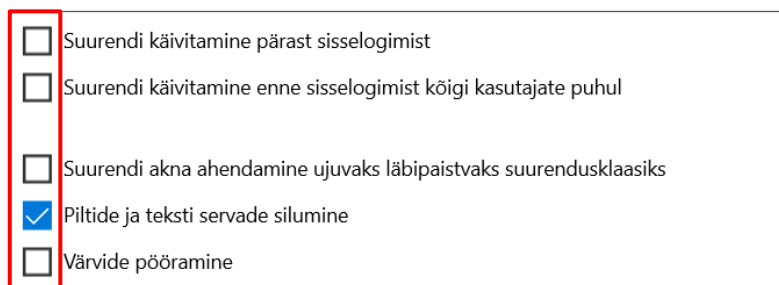 Suurendi käivitamine pärast sisselogimist
Suurendi käivitamine enne sisselogimist kõigi kasutajate puhul
Suurendi akna ahendamine ujuvaks läbipaistvaks suurendusklaasiks
Piltide ja teksti servade silumine
Värvide pööramine